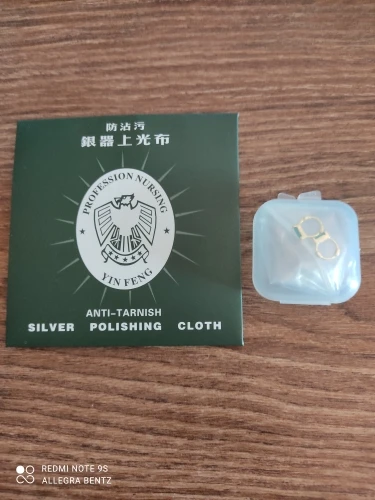 防沾污
銀器上光布
PROFESSION NURSING
YIN FENG
ANTI-TARNISH
SILVER POLISHING CLOTH
REDMI NOTE 9S
ALLEGRA BENTZ